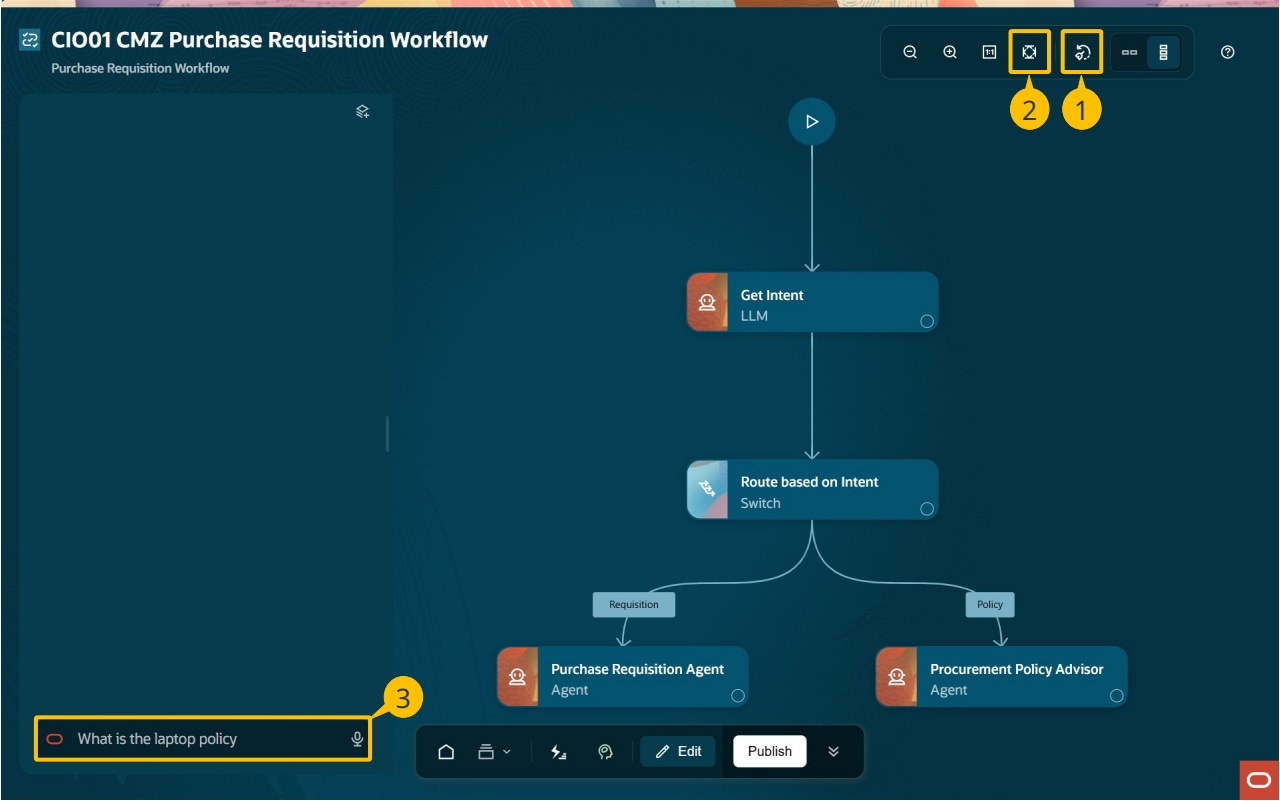 CIO01 CMZ Purchase Requisition Workflow
Purchase Requisition Workflow
1:1
2
1
Get Intent
LLM
Route based on Intent
Switch
Requisition
Policy
Purchase Requisition Agent
Agent
Procurement Policy Advisor
Agent
3
What is the laptop policy
Edit
Publish